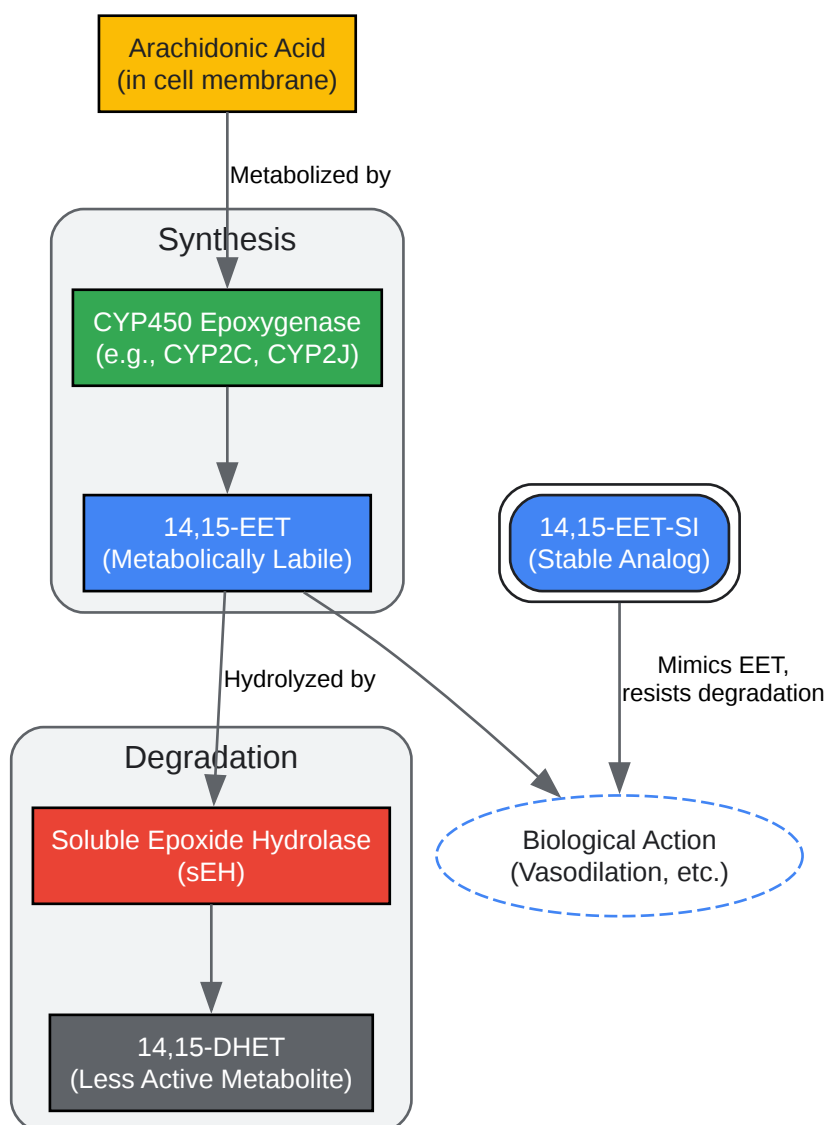 Arachidonic Acid
(in cell membrane)
Metabolized by
Synthesis
CYP450 Epoxygenase
(e.g., CYP2C, CYP2J)
14,15-EET
(Metabolically Labile)
14,15-EET-SI
(Stable Analog)
Hydrolyzed by
Mimics EET,
resists degradation
Degradation
Soluble Epoxide Hydrolase
(sEH)
Biological Action
(Vasodilation, etc.)
14,15-DHET
(Less Active Metabolite)